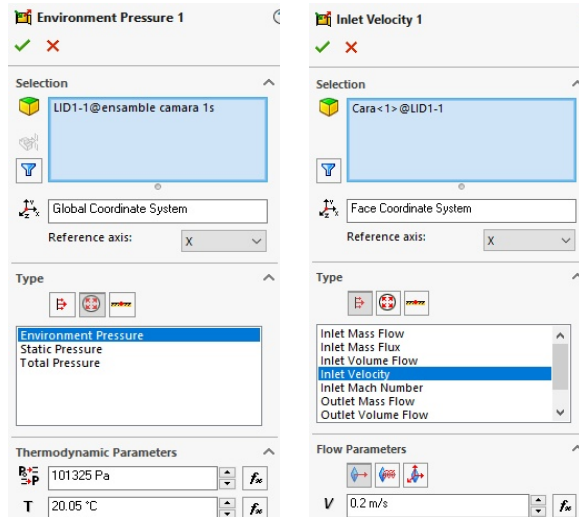 Environment Pressure 1
Selection
LID1-1@ensamble camara 1s
Global Coordinate System
Reference axis:
X
Type
Environment Pressure
Static Pressure
Total Pressure
Thermodynamic Parameters
101325 Pa
T
20.05 °C
Inlet Velocity 1
Selection
Cara<1>@LID1-1
Face Coordinate System
Reference axis:
X
Type
Inlet Mass Flow
Inlet Mass Flux
Inlet Volume Flow
Inlet Velocity
Inlet Mach Number
Outlet Mass Flow
Outlet Volume Flow
Flow Parameters
V
0.2 m/s